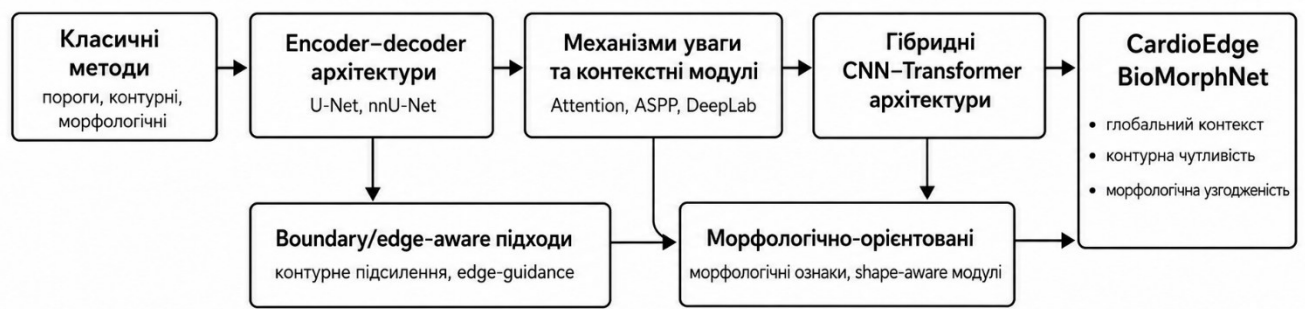 Класичні
методи
пороги, контурні,
морфологічні
Encoder–decoder
архітектури
U-Net, nnU-Net
Механізми уваги
та контекстні модулі
Attention, ASPP, DeepLab
Гібридні
CNN–Transformer
архітектури
CardioEdge
BioMorphNet
• глобальний контекст
• контурна чутливість
• морфологічна узгодженість
Boundary/edge-aware підходи
контурне підсилення, edge-guidance
Морфологічно-орієнтовані
морфологічні ознаки, shape-aware модулі